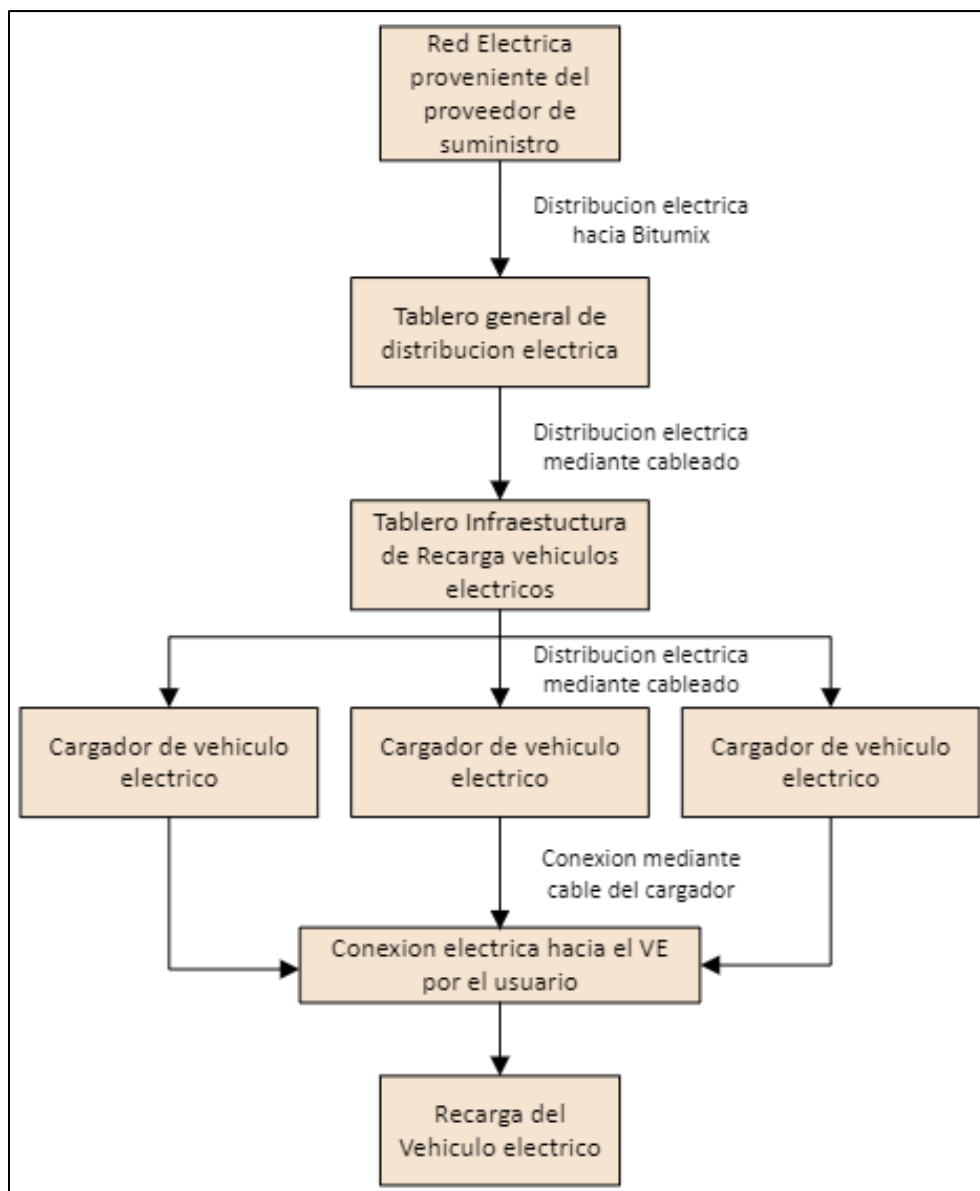 Red Electrica
proveniente del
proveedor de
suministro
Distribucion electrica
hacia Bitumix
Tablero general de
distribucion electrica
Distribucion electrica
mediante cableado
Tablero Infraestuctura
de Recarga vehiculos
electricos
Distribucion electrica
mediante cableado
Cargador de vehiculo
electrico
Cargador de vehiculo
electrico
Cargador de vehiculo
electrico
Conexion mediante
cable del cargador
Conexion electrica hacia el VE
por el usuario
Recarga del
Vehiculo electrico